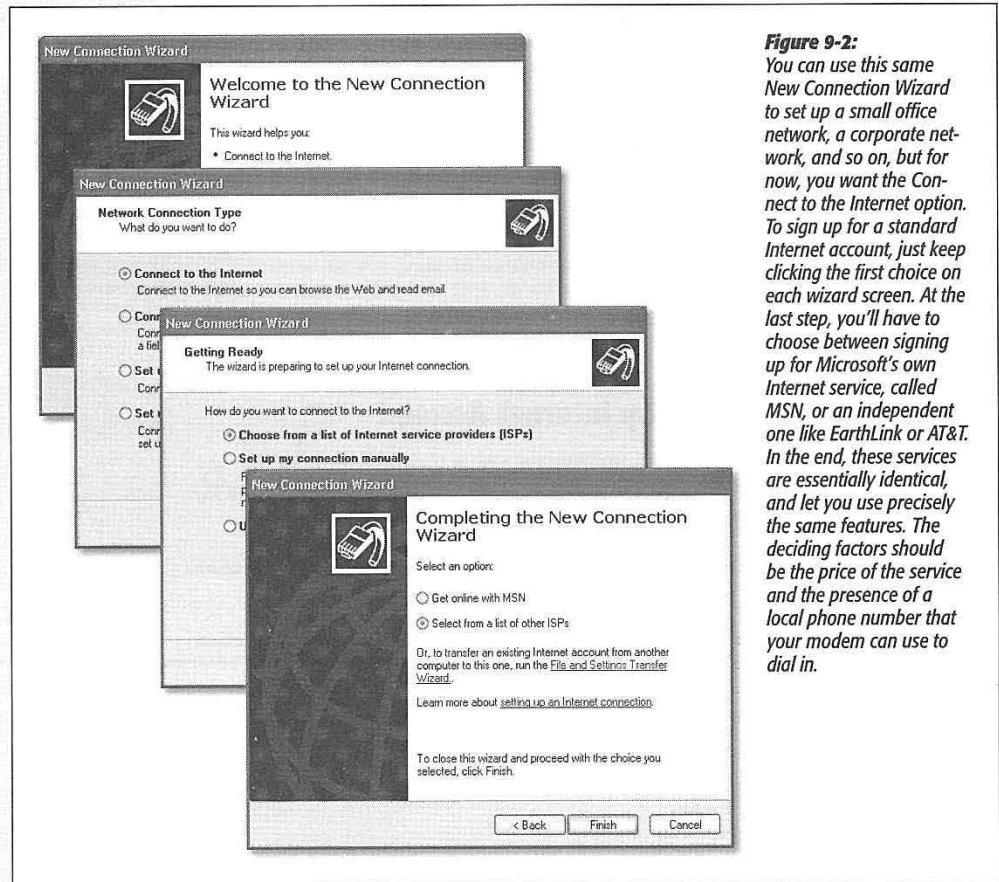 New Connection Wizard
Welcome to the New Connection
Wizard
This wizard helps you:
• Connect to the Internet.
New Connection Wizard
Network Connection Type
What do you want to do?
Connect to the Internet
Connect to the Internet so you can browse the Web and read email.
Conn
Conn
a fiel
Set u
Conn
Set u
Conn
set u
New Connection Wizard
Getting Ready
The wizard is preparing to set up your Internet connection.
How do you want to connect to the Internet?
Choose from a list of Internet service providers (ISPs)
Set up my connection manually
U
New Connection Wizard
Completing the New Connection
Wizard
Select an option:
Get online with MSN
Select from a list of other ISPs
Or, to transfer an existing Internet account from another
computer to this one, run the File and Settings Transfer
Wizard.
Learn more about setting up an Internet connection.
To close this wizard and proceed with the choice you
selected, click Finish.
< Back
Finish
Cancel
Figure 9-2:
You can use this same
New Connection Wizard
to set up a small office
network, a corporate net-
work, and so on, but for
now, you want the Con-
nect to the Internet option.
To sign up for a standard
Internet account, just keep
clicking the first choice on
each wizard screen. At the
last step, you'll have to
choose between signing
up for Microsoft's own
Internet service, called
MSN, or an independent
one like EarthLink or AT&T.
In the end, these services
are essentially identical,
and let you use precisely
the same features. The
deciding factors should
be the price of the service
and the presence of a
local phone number that
your modem can use to
dial in.